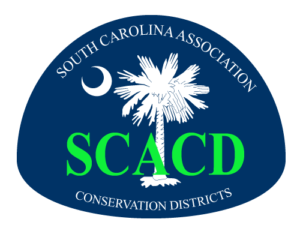 SOUTH CAROLINA ASSOCIATION
SCACD
CONSERVATION DISTRICTS